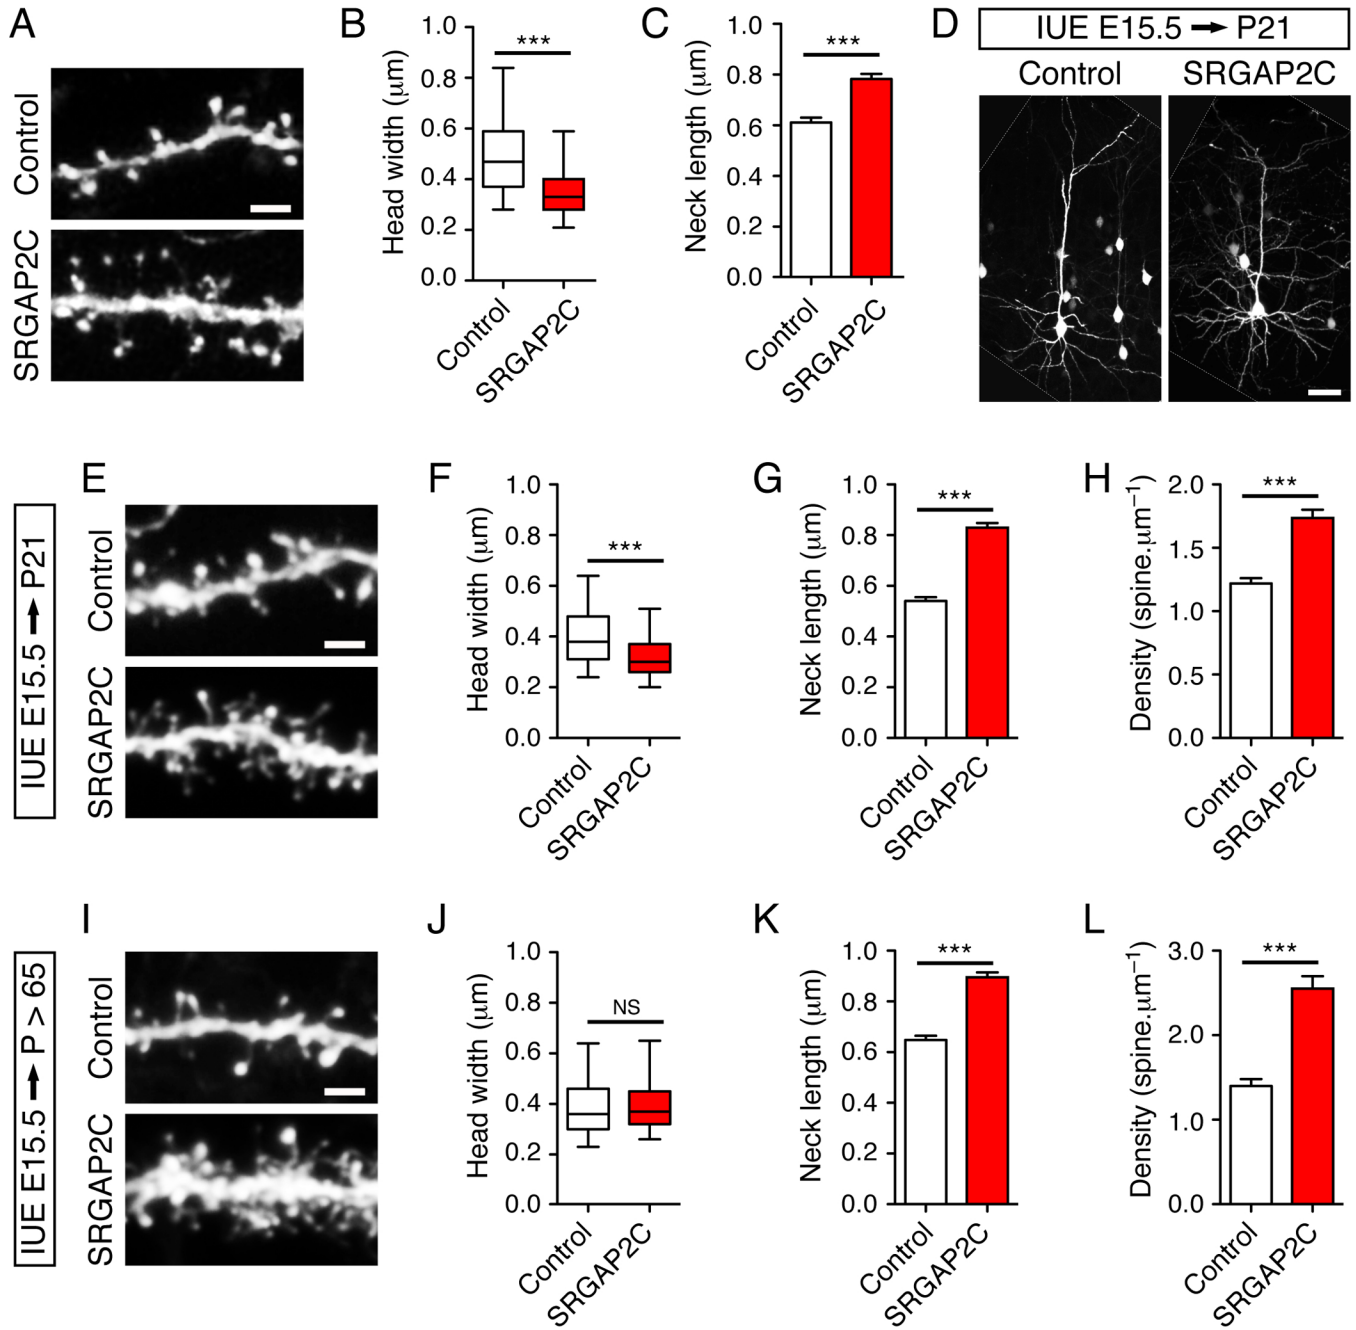 A
Control
SRGAP2C
B
Head width (μm)
1.0
0.8
0.6
0.4
0.2
0.0
***
Control
SRGAP2C
C
Neck length (μm)
1.0
0.8
0.6
0.4
0.2
0.0
***
Control
SRGAP2C
D
IUE E15.5 → P21
Control
SRGAP2C
IUE E15.5 → P21
E
Control
SRGAP2C
F
Head width (μm)
1.0
0.8
0.6
0.4
0.2
0.0
***
Control
SRGAP2C
G
Neck length (μm)
1.0
0.8
0.6
0.4
0.2
0.0
***
Control
SRGAP2C
H
Density (spine.μm⁻¹)
2.0
1.5
1.0
0.5
0.0
***
Control
SRGAP2C
IUE E15.5 → P > 65
I
Control
SRGAP2C
J
Head width (μm)
1.0
0.8
0.6
0.4
0.2
0.0
NS
Control
SRGAP2C
K
Neck length (μm)
1.0
0.8
0.6
0.4
0.2
0.0
***
Control
SRGAP2C
L
Density (spine.μm⁻¹)
3.0
2.0
1.0
0.0
***
Control
SRGAP2C